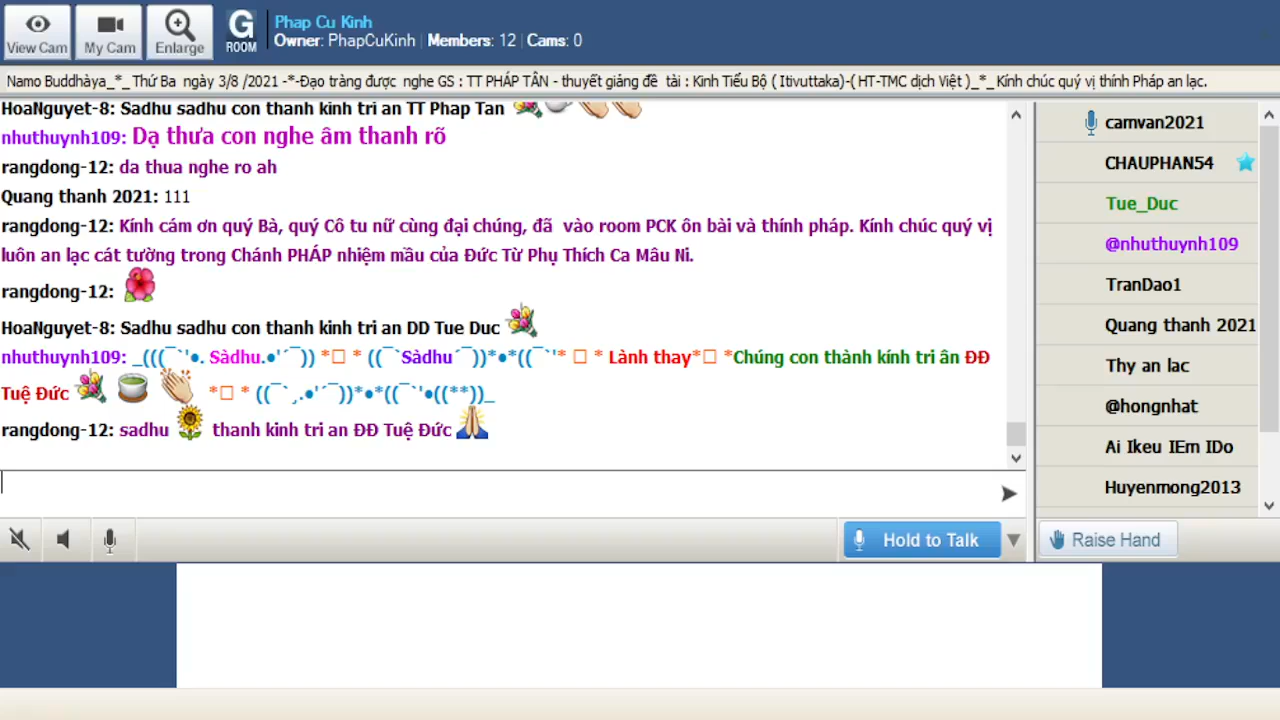 View Cam
My Cam
Enlarge
G
ROOM
Phap Cu Kinh
Owner: PhapCuKinh | Members: 12 | Cams: 0
Namo Buddhàya_*_Thứ Ba ngày 3/8 /2021 -*-Đạo tràng được nghe GS : TT PHÁP TÂN - thuyết giảng đề tài : Kinh Tiểu Bộ ( Itivuttaka)-( HT-TMC dịch Việt )_*_Kính chúc quý vị thính Pháp an lạc.
HoaNguyet-8: Sadhu sadhu con thanh kinh tri an TT Phap Tan
nhuthuynh109: Dạ thưa con nghe âm thanh rõ
rangdong-12: da thua nghe ro ah
Quang thanh 2021: 111
rangdong-12: Kính cám ơn quý Bà, quý Cô tu nữ cùng đại chúng, đã vào room PCK ôn bài và thính pháp. Kính chúc quý vị
luôn an lạc cát tường trong Chánh PHÁP nhiệm mầu của Đức Từ Phụ Thích Ca Mâu Ni.
rangdong-12:
HoaNguyet-8: Sadhu sadhu con thanh kinh tri an DD Tue Duc
nhuthuynh109: _(((¯`'●. Sàdhu.●'´¯)) *□ * ((¯`Sàdhu´¯))*●*((¯`'* □ * Lành thay*□ *Chúng con thành kính tri ân ĐĐ
Tuệ Đức *□ * ((¯`¸.●'´¯))*●*((¯`'●((**))_
rangdong-12: sadhu thanh kinh tri an ĐĐ Tuệ Đức
Hold to Talk
camvan2021
CHAUPHAN54
Tue_Duc
@nhuthuynh109
TranDao1
Quang thanh 2021
Thy an lac
@hongnhat
Ai Ikeu IEm IDo
Huyenmong2013
Raise Hand